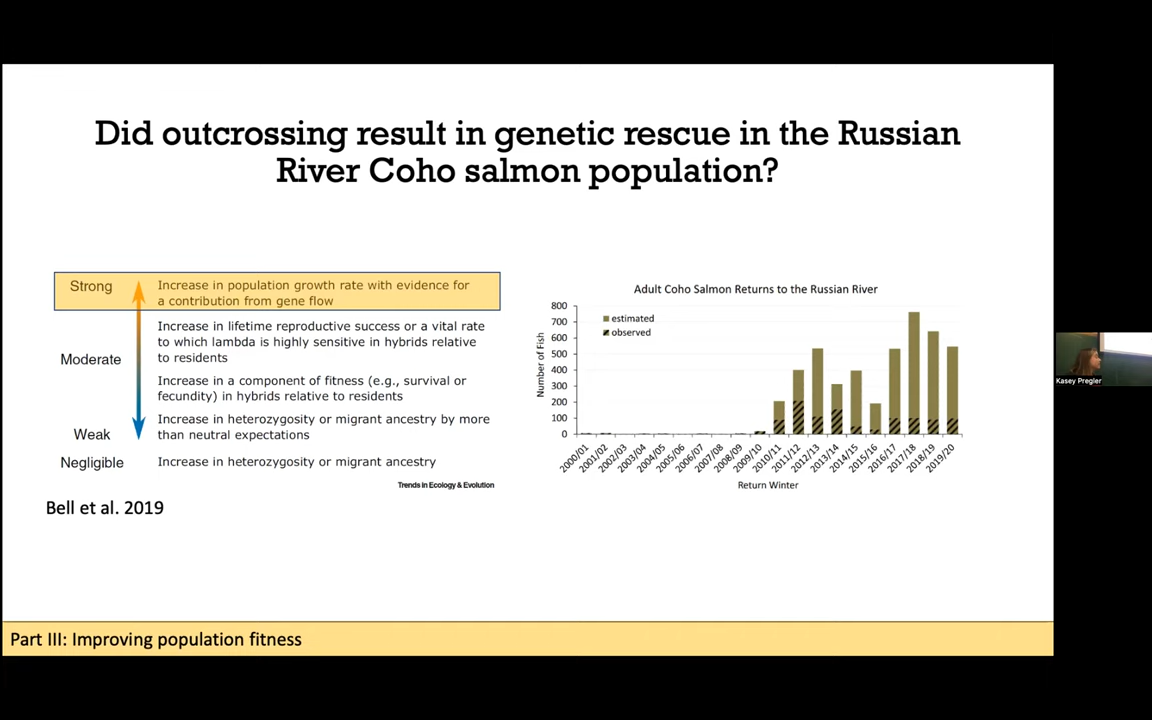 Did outcrossing result in genetic rescue in the Russian
River Coho salmon population?
Strong
Increase in population growth rate with evidence for
a contribution from gene flow
Increase in lifetime reproductive success or a vital rate
to which lambda is highly sensitive in hybrids relative
to residents
Moderate
Increase in a component of fitness (e.g., survival or
fecundity) in hybrids relative to residents
Increase in heterozygosity or migrant ancestry by more
than neutral expectations
Weak
Negligible
Increase in heterozygosity or migrant ancestry
Trends in Ecology & Evolution
Bell et al. 2019
Adult Coho Salmon Returns to the Russian River
Number of Fish
800
700
600
500
400
300
200
100
0
estimated
observed
2000/01
2001/02
2002/03
2003/04
2004/05
2005/06
2006/07
2007/08
2008/09
2009/10
2010/11
2011/12
2012/13
2013/14
2014/15
2015/16
2016/17
2017/18
2018/19
2019/20
Return Winter
Kasey Pregler
Part III: Improving population fitness